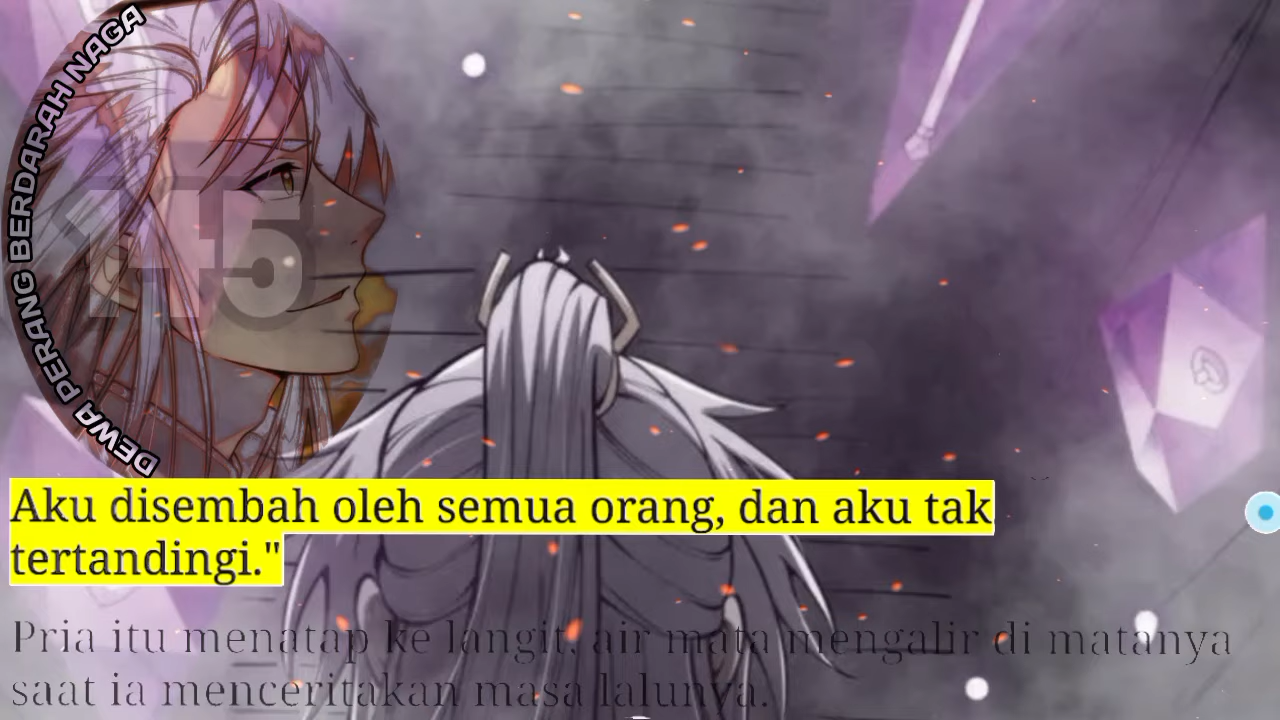 DEWA PERANG BERDARAH NAGA
145
Aku disembah oleh semua orang, dan aku tak
tertandingi."
Pria itu menatap ke langit, air mata mengalir di matanya
saat ia menceritakan masa lalunya.